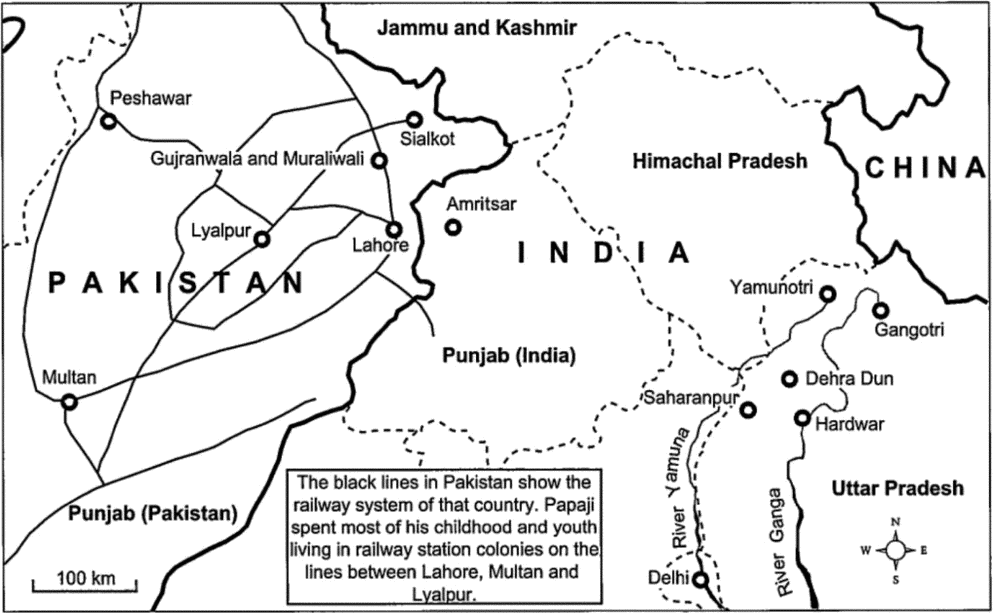 Jammu and Kashmir
Peshawar
Sialkot
Gujranwala and Muraliwali
Himachal Pradesh
CHINA
Amritsar
Lyalpur
Lahore
INDIA
PAKISTAN
Yamunotri
Gangotri
Punjab (India)
Multan
Dehra Dun
Saharanpur
Hardwar
River Yamuna
The black lines in Pakistan show the
railway system of that country. Papaji
spent most of his childhood and youth
living in railway station colonies on the
lines between Lahore, Multan and
Lyalpur.
Uttar Pradesh
Punjab (Pakistan)
River Ganga
N
W E
S
100 km
Delhi